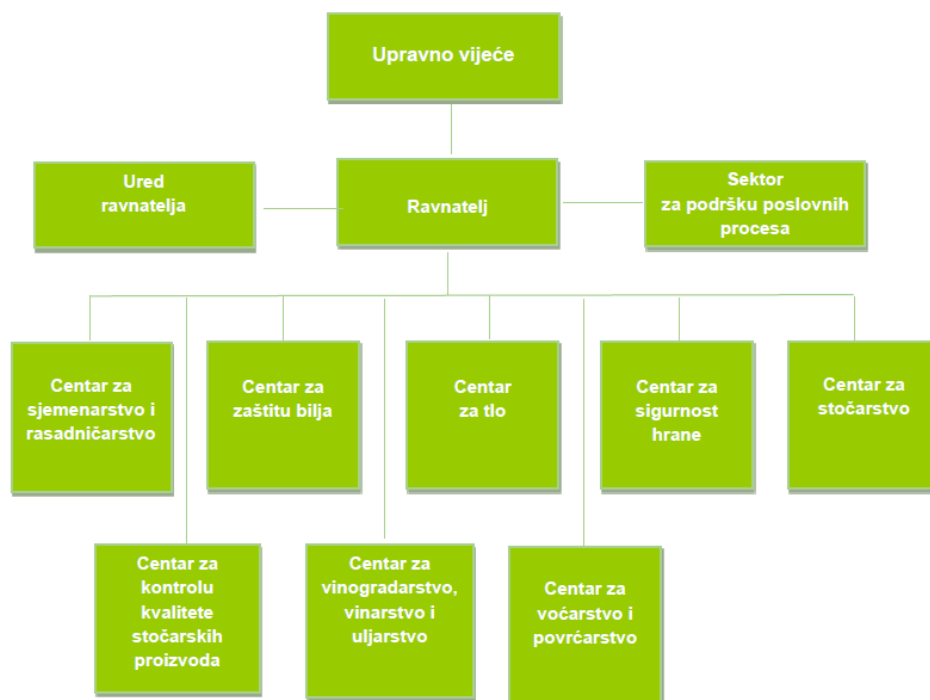 Upravno vijeće
Ured
ravnatelja
Ravnatelj
Sektor
za podršku poslovnih
procesa
Centar za
sjemenarstvo i
rasadničarstvo
Centar za
zaštitu bilja
Centar
za tlo
Centar za
sigurnost
hrane
Centar za
stočarstvo
Centar za
kontrolu
kvalitete
stočarskih
proizvoda
Centar za
vinogradarstvo,
vinarstvo i
uljarstvo
Centar za
voćarstvo i
povrćarstvo